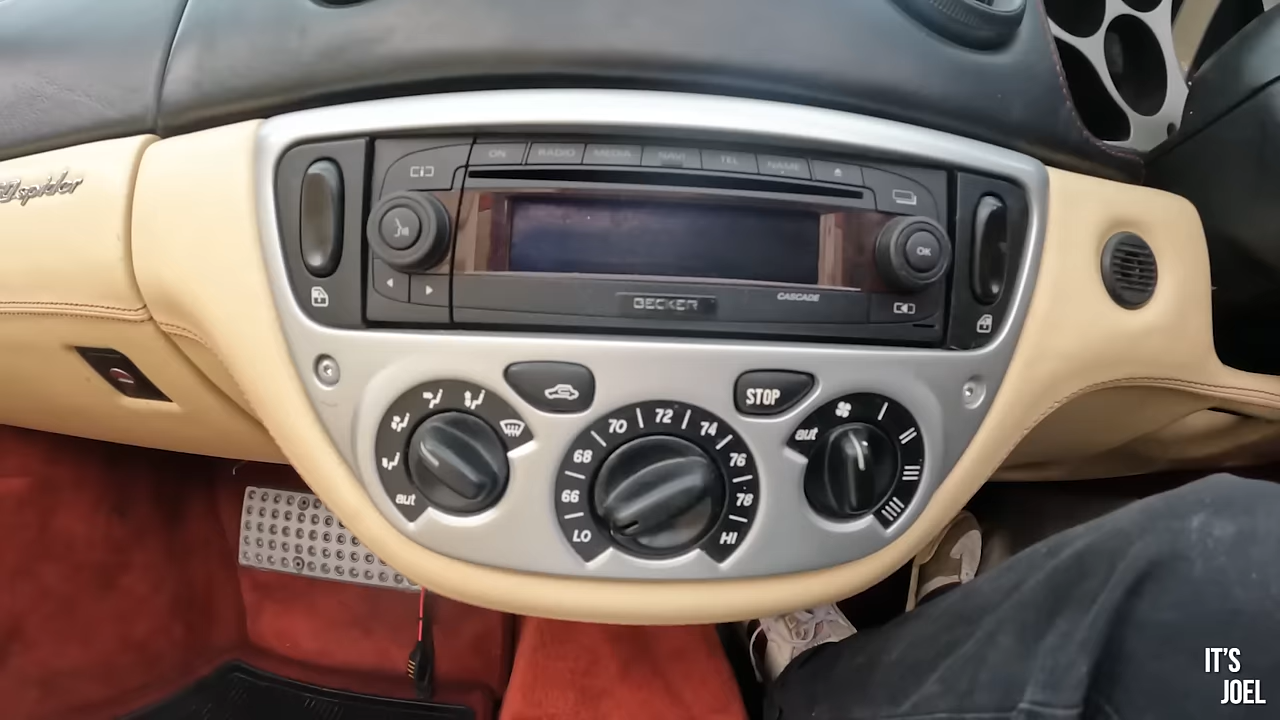 spider
ON RADIO MEDIA NAVI TEL NAME
OK
BECKER
CASCADE
STOP
aut
LO 66 68 70 72 74 76 78 HI
aut
IT'S
JOEL